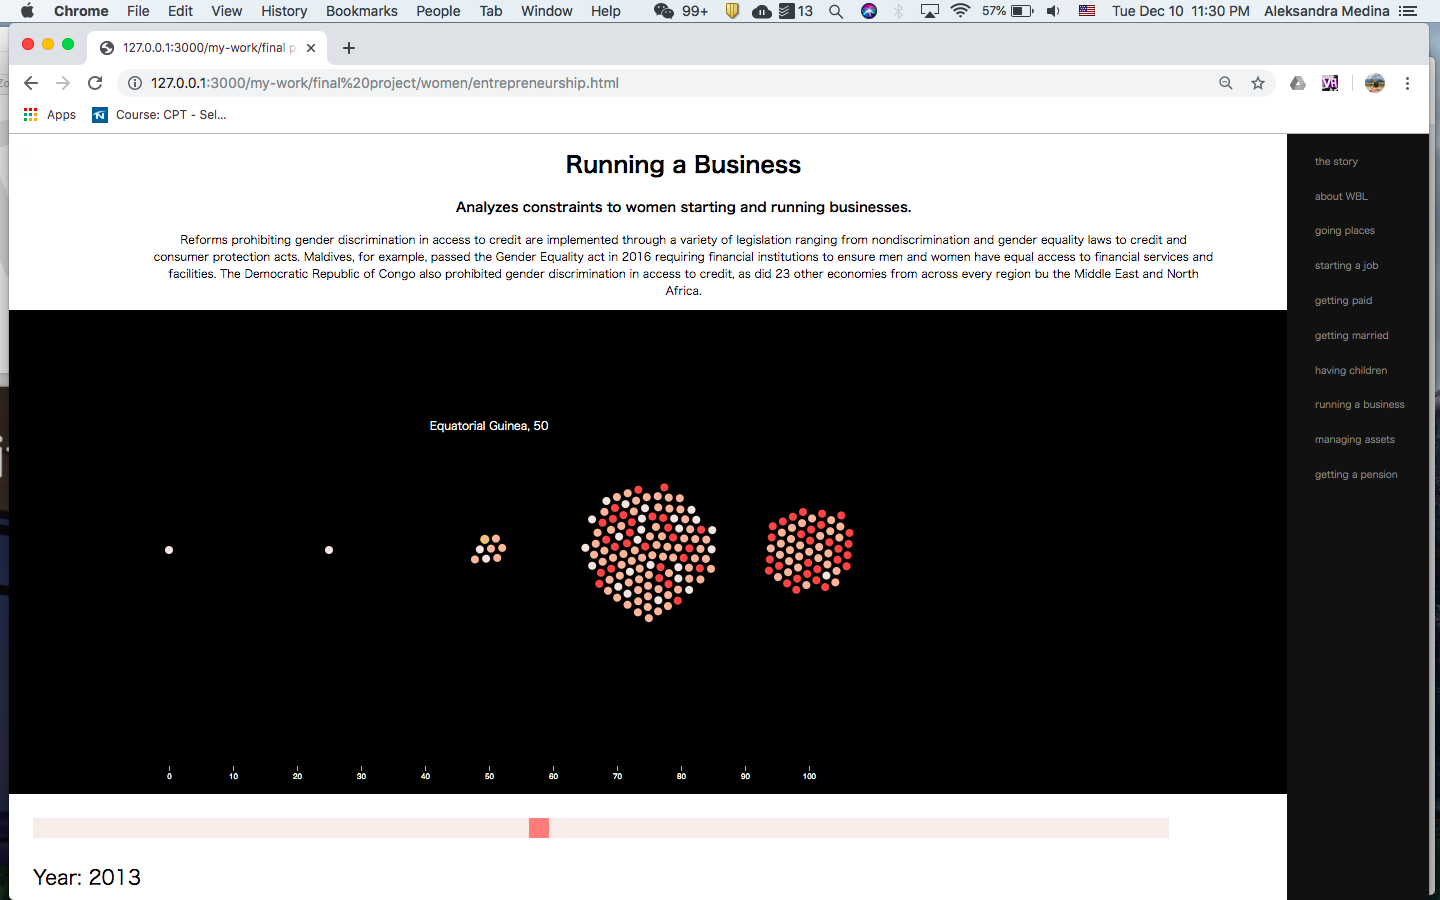 Chrome File Edit View History Bookmarks People Tab Window Help 99+ 13 57% Tue Dec 10 11:30 PM Aleksandra Medina
127.0.0.1:3000/my-work/final p
127.0.0.1:3000/my-work/final%20project/women/entrepreneurship.html
Apps Course: CPT - Sel...
Running a Business
Analyzes constraints to women starting and running businesses.
Reforms prohibiting gender discrimination in access to credit are implemented through a variety of legislation ranging from nondiscrimination and gender equality laws to credit and
consumer protection acts. Maldives, for example, passed the Gender Equality act in 2016 requiring financial institutions to ensure men and women have equal access to financial services and
facilities. The Democratic Republic of Congo also prohibited gender discrimination in access to credit, as did 23 other economies from across every region bu the Middle East and North
Africa.
Equatorial Guinea, 50
0 10 20 30 40 50 60 70 80 90 100
Year: 2013
the story
about WBL
going places
starting a job
getting paid
getting married
having children
running a business
managing assets
getting a pension